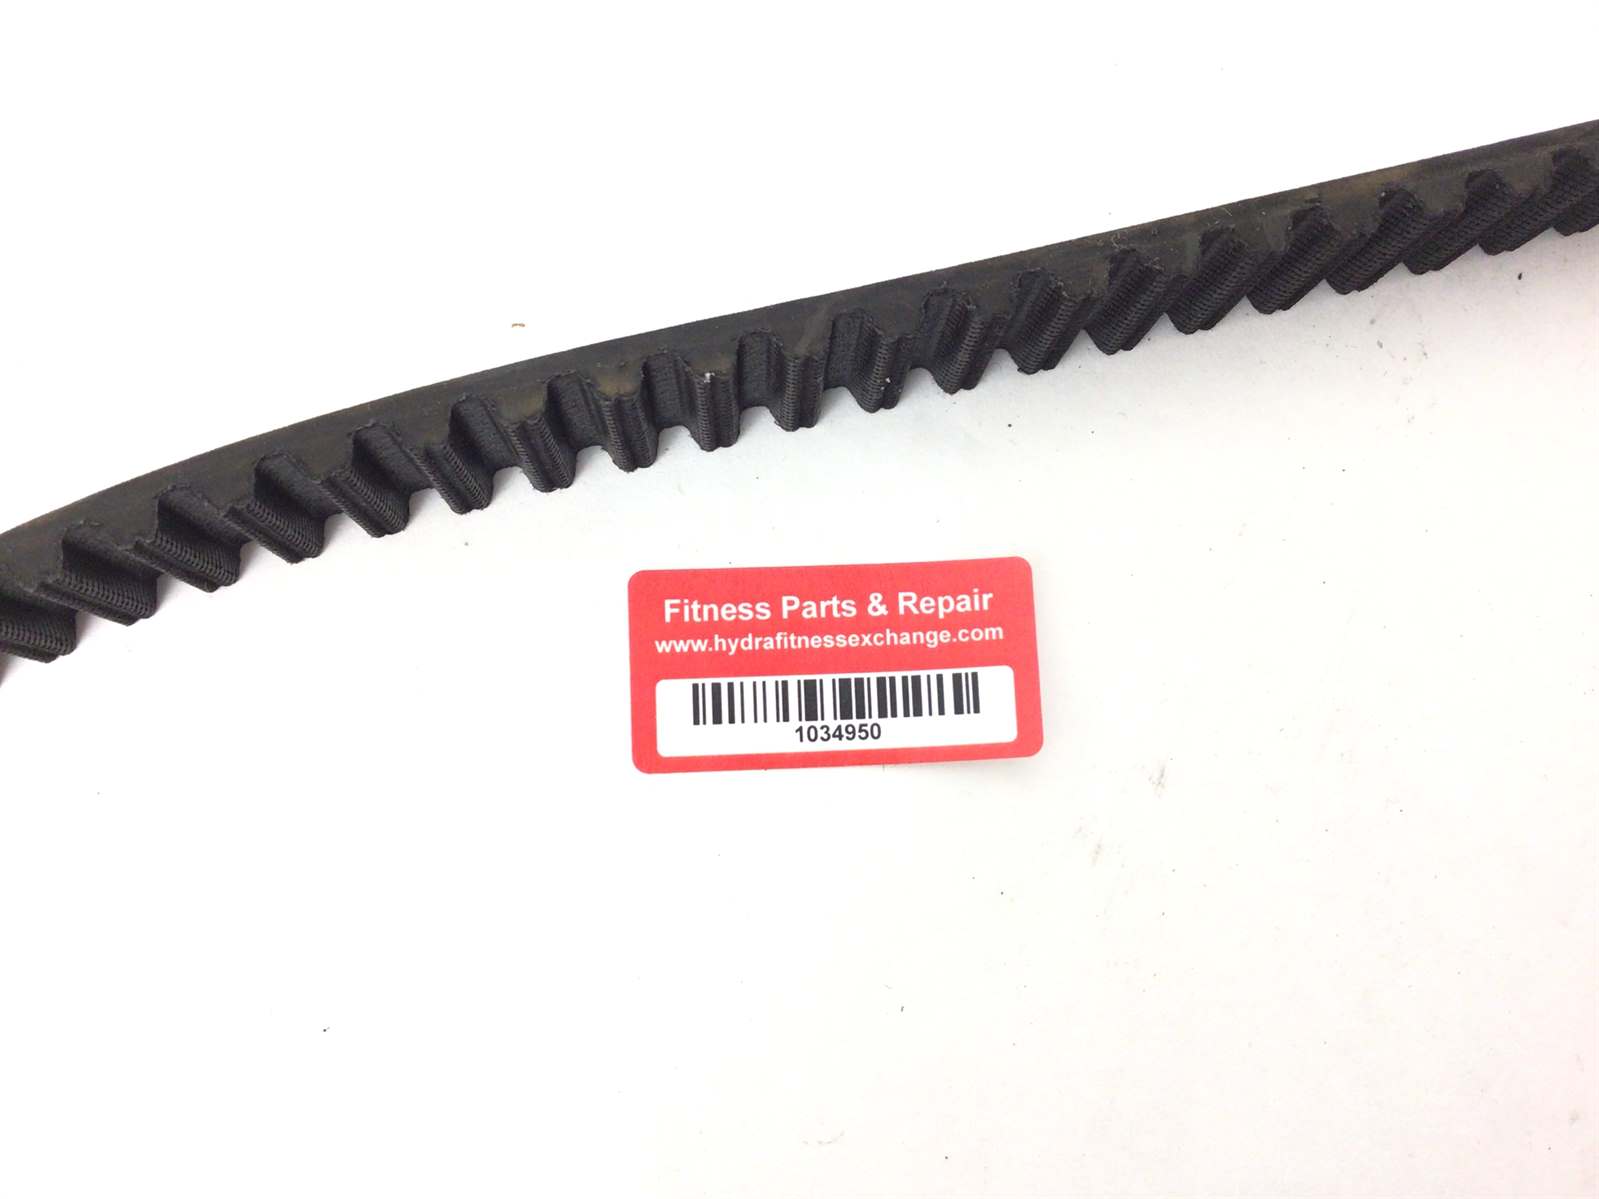 Fitness Parts & Repair
www.hydrafitnessexchange.com
1034950